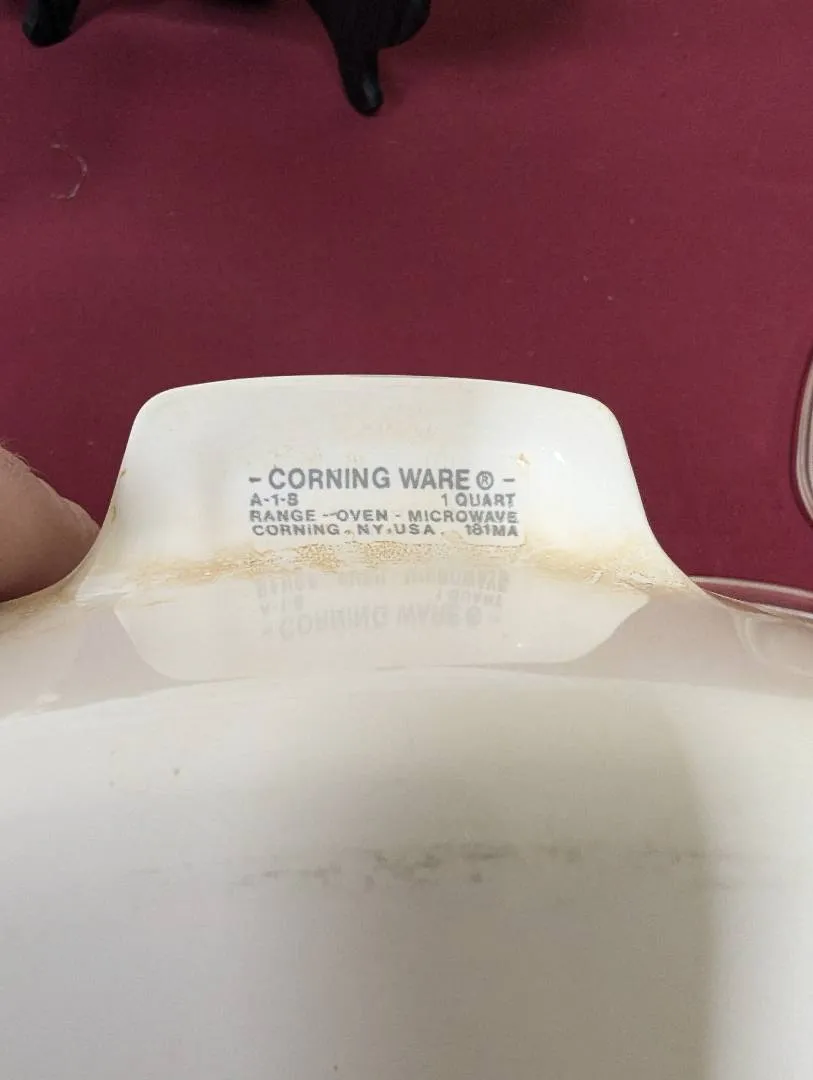 - CORNING WARE® -
A-1-B 1 QUART
RANGE - OVEN - MICROWAVE
CORNING, NY, USA. 181MA